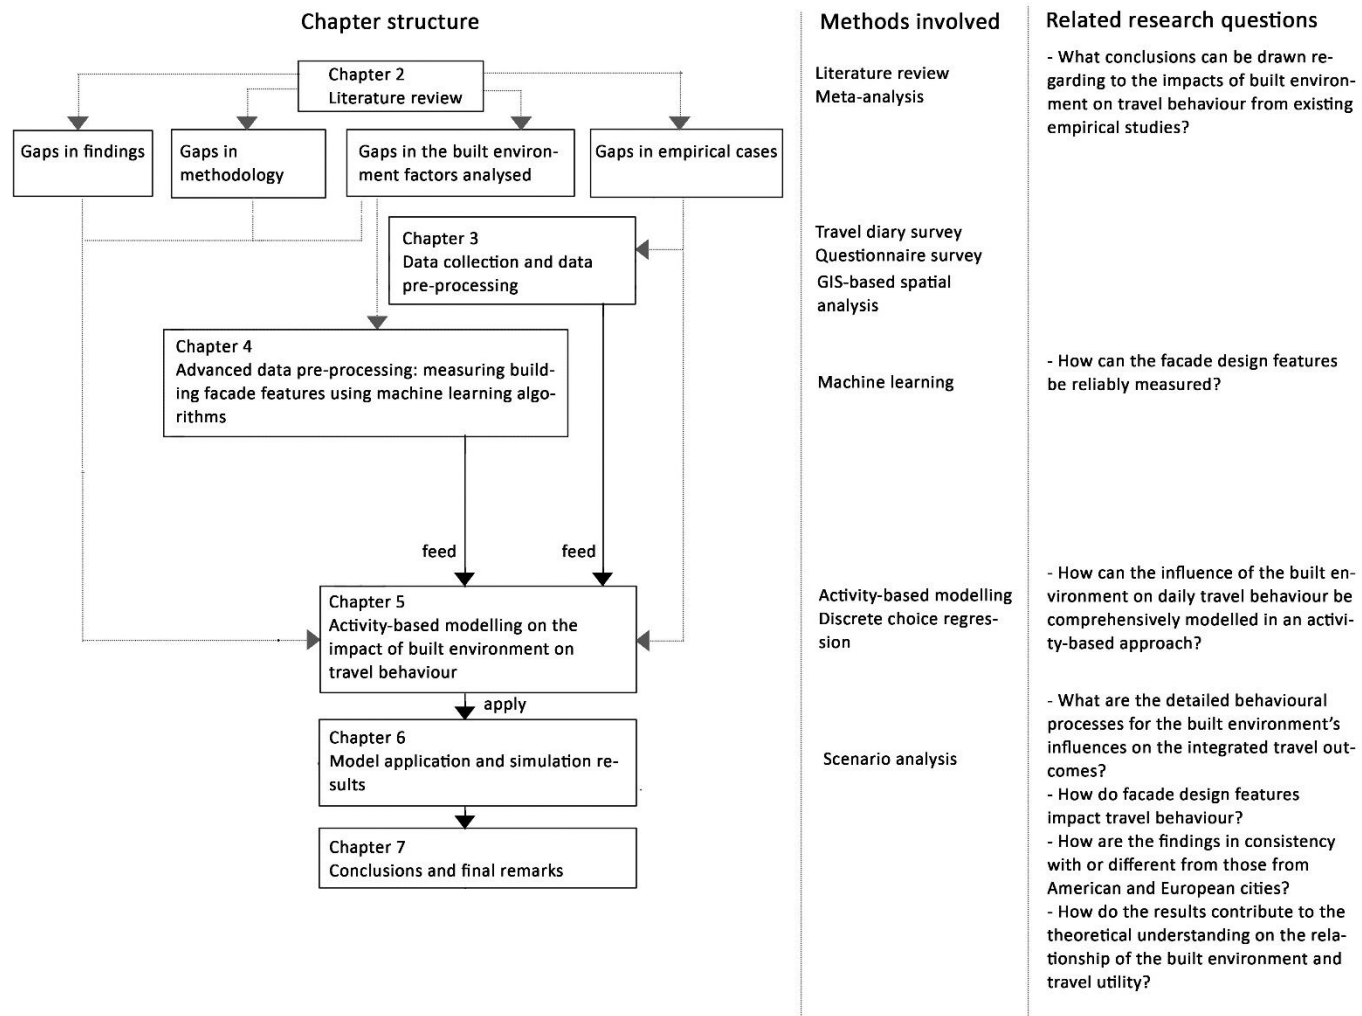 Chapter structure
Chapter 2
Literature review
Gaps in findings
Gaps in
methodology
Gaps in the built environ-
ment factors analysed
Gaps in empirical cases
Chapter 3
Data collection and data
pre-processing
Chapter 4
Advanced data pre-processing: measuring build-
ing facade features using machine learning algo-
rithms
feed
feed
Chapter 5
Activity-based modelling on the
impact of built environment on
travel behaviour
apply
Chapter 6
Model application and simulation re-
sults
Chapter 7
Conclusions and final remarks
Methods involved
Literature review
Meta-analysis
Travel diary survey
Questionnaire survey
GIS-based spatial
analysis
Machine learning
Activity-based modelling
Discrete choice regres-
sion
Scenario analysis
Related research questions
- What conclusions can be drawn re-
garding to the impacts of built environ-
ment on travel behaviour from existing
empirical studies?
- How can the facade design features
be reliably measured?
- How can the influence of the built en-
vironment on daily travel behaviour be
comprehensively modelled in an activi-
ty-based approach?
- What are the detailed behavioural
processes for the built environment’s
influences on the integrated travel out-
comes?
- How do facade design features
impact travel behaviour?
- How are the findings in consistency
with or different from those from
American and European cities?
- How do the results contribute to the
theoretical understanding on the rela-
tionship of the built environment and
travel utility?